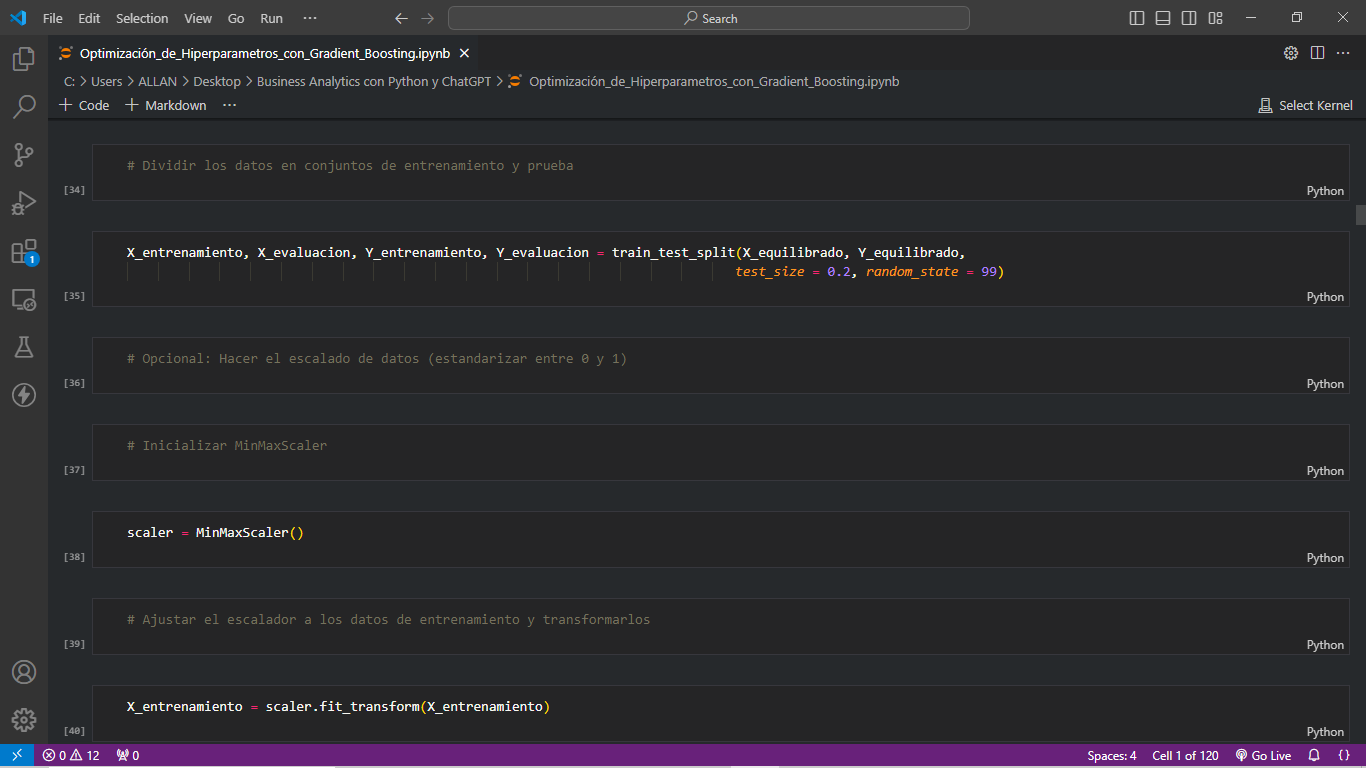 File Edit Selection View Go Run ··· Search
Optimización_de_Hiperparametros_con_Gradient_Boosting.ipynb
C: > Users > ALLAN > Desktop > Business Analytics con Python y ChatGPT > Optimización_de_Hiperparametros_con_Gradient_Boosting.ipynb
+ Code + Markdown ··· Select Kernel
# Dividir los datos en conjuntos de entrenamiento y prueba
[34] Python
X_entrenamiento, X_evaluacion, Y_entrenamiento, Y_evaluacion = train_test_split(X_equilibrado, Y_equilibrado,
test_size = 0.2, random_state = 99)
[35] Python
# Opcional: Hacer el escalado de datos (estandarizar entre 0 y 1)
[36] Python
# Inicializar MinMaxScaler
[37] Python
scaler = MinMaxScaler()
[38] Python
# Ajustar el escalador a los datos de entrenamiento y transformarlos
[39] Python
X_entrenamiento = scaler.fit_transform(X_entrenamiento)
[40] Python
1
0 12 0 Spaces: 4 Cell 1 of 120 Go Live {}